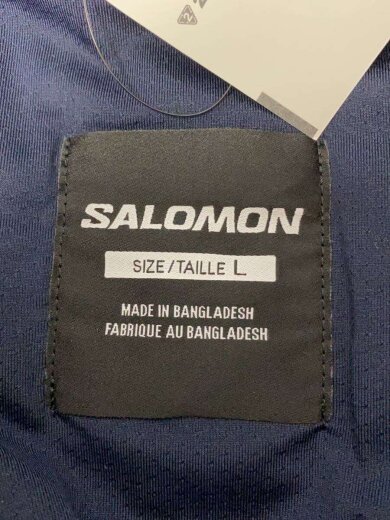 SALOMON
SIZE/TAILLE L
MADE IN BANGLADESH
FABRIQUE AU BANGLADESH